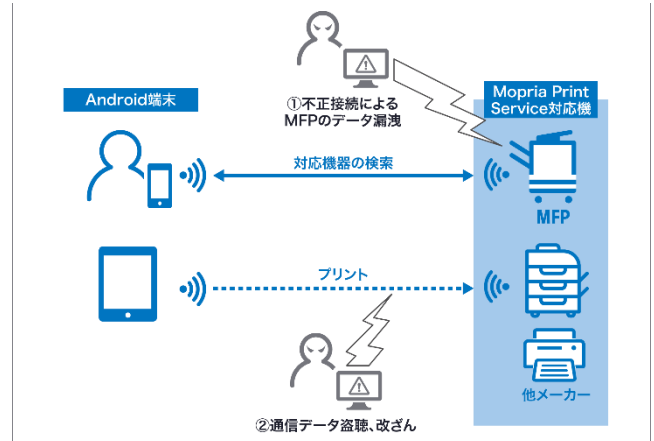 ①不正接続による
MFPのデータ漏洩
Android端末
Mopria Print
Service対応機
対応機器の検索
MFP
プリント
他メーカー
②通信データ盗聴、改ざん